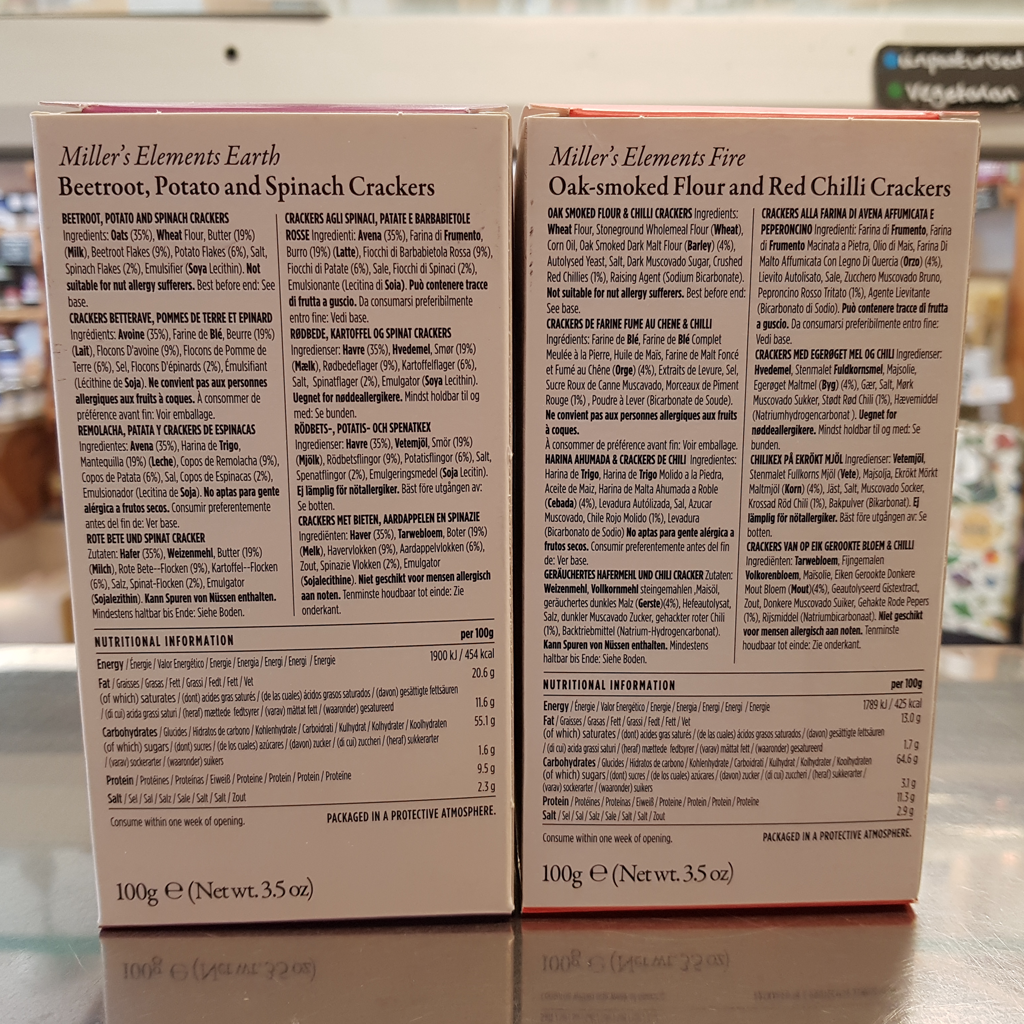 unpasteurised
Vegetarian
Miller's Elements Earth
Beetroot, Potato and Spinach Crackers
BEETROOT, POTATO AND SPINACH CRACKERS
Ingredients: Oats (35%), Wheat Flour, Butter (19%)
(Milk), Beetroot Flakes (9%), Potato Flakes (6%), Salt,
Spinach Flakes (2%), Emulsifier (Soya Lecithin). Not
suitable for nut allergy sufferers. Best before end: See
base.
CRACKERS BETTERAVE, POMMES DE TERRE ET EPINARD
Ingrédients: Avoine (35%), Farine de Blé, Beurre (19%)
(Lait), Flocons D'avoine (9%), Flocons de Pomme de
Terre (6%), Sel, Flocons D'épinards (2%), Émulsifiant
(Lécithine de Soja). Ne convient pas aux personnes
allergiques aux fruits à coques. À consommer de
préférence avant fin: Voir emballage.
REMOLACHA, PATATA Y CRACKERS DE ESPINACAS
Ingredientes: Avena (35%), Harina de Trigo,
Mantequilla (19%) (Leche), Copos de Remolacha (9%),
Copos de Patata (6%), Sal, Copos de Espinacas (2%),
Emulsionador (Lecitina de Soja). No aptas para gente
alérgica a frutos secos. Consumir preferentemente
antes del fin de: Ver base.
ROTE BETE UND SPINAT CRACKER
Zutaten: Hafer (35%), Weizenmehl, Butter (19%)
(Milch), Rote Bete--Flocken (9%), Kartoffel--Flocken
(6%), Salz, Spinat-Flocken (2%), Emulgator
(Sojalezithin). Kann Spuren von Nüssen enthalten.
Mindestens haltbar bis Ende: Siehe Boden.
CRACKERS AGLI SPINACI, PATATE E BARBABIETOLE
ROSSE Ingredienti: Avena (35%), Farina di Frumento,
Burro (19%) (Latte), Fiocchi di Barbabietola Rossa (9%),
Fiocchi di Patate (6%), Sale, Fiocchi di Spinaci (2%),
Emulsionante (Lecitina di Soia). Può contenere tracce
di frutta a guscio. Da consumarsi preferibilmente
entro fine: Vedi base.
RØDBEDE, KARTOFFEL OG SPINAT CRACKERS
Ingredienser: Havre (35%), Hvedemel, Smør (19%)
(Mælk), Rødbedeflager (9%), Kartoffelflager (6%),
Salt, Spinatflager (2%), Emulgator (Soya Lecithin).
Uegnet for nøddeallergikere. Mindst holdbar til og
med: Se bunden.
RÖDBETS-, POTATIS- OCH SPENATKEX
Ingredienser: Havre (35%), Vetemjöl, Smör (19%)
(Mjölk), Rödbetsflingor (9%), Potatisflingor (6%), Salt,
Spenatflingor (2%), Emulgeringsmedel (Soja Lecitin).
Ej lämplig för nötallergiker. Bäst före utgången av:
Se botten.
CRACKERS MET BIETEN, AARDAPPELEN EN SPINAZIE
Ingrediënten: Haver (35%), Tarwebloem, Boter (19%)
(Melk), Havervlokken (9%), Aardappelvlokken (6%),
Zout, Spinazie Vlokken (2%), Emulgator
(Sojalecithine). Niet geschikt voor mensen allergisch
aan noten. Tenminste houdbaar tot einde: Zie
onderkant.
NUTRITIONAL INFORMATION per 100g
Energy / Énergie / Valor Energético / Energie / Energia / Energi / Energi / Energie 1900 kJ / 454 kcal
Fat / Graisses / Grasas / Fett / Grassi / Fedt / Fett / Vet 20.6 g
(of which) saturates / (dont) acides gras saturés / (de las cuales) ácidos grasos saturados / (davon) gesättigte fettsäuren
/ (di cui) acida grassi saturi / (heraf) mættede fedtsyrer / (varav) mättat fett / (waaronder) gesatureerd 11.6 g
Carbohydrates / Glucides / Hidratos de carbono / Kohlenhydrate / Carboidrati / Kulhydrat / Kolhydrater / Koolhydraten 55.1 g
(of which) sugars / (dont) sucres / (de los cuales) azúcares / (davon) zucker / (di cui) zuccheri / (heraf) sukkerarter
/ (varav) sockerarter / (waaronder) suikers 1.6 g
Protein / Protéines / Proteínas / Eiweiß / Proteine / Protein / Protein / Proteïne 9.5 g
Salt / Sel / Sal / Salz / Sale / Salt / Salt / Zout 2.3 g
Consume within one week of opening. PACKAGED IN A PROTECTIVE ATMOSPHERE.
100g ℮ (Net wt. 3.5 oz)
Miller's Elements Fire
Oak-smoked Flour and Red Chilli Crackers
OAK SMOKED FLOUR & CHILLI CRACKERS Ingredients:
Wheat Flour, Stoneground Wholemeal Flour (Wheat),
Corn Oil, Oak Smoked Dark Malt Flour (Barley) (4%),
Autolysed Yeast, Salt, Dark Muscovado Sugar, Crushed
Red Chillies (1%), Raising Agent (Sodium Bicarbonate).
Not suitable for nut allergy sufferers. Best before end:
See base.
CRACKERS DE FARINE FUME AU CHENE & CHILLI
Ingrédients: Farine de Blé, Farine de Blé Complet
Meulée à la Pierre, Huile de Maïs, Farine de Malt Foncé
et Fumé au Chêne (Orge) (4%), Extraits de Levure, Sel,
Sucre Roux de Canne Muscavado, Morceaux de Piment
Rouge (1%) , Poudre à Lever (Bicarbonate de Soude).
Ne convient pas aux personnes allergiques aux fruits
à coques.
À consommer de préférence avant fin: Voir emballage.
HARINA AHUMADA & CRACKERS DE CHILI Ingredientes:
Harina de Trigo, Harina de Trigo Molido a la Piedra,
Aceite de Maiz, Harina de Malta Ahumada a Roble
(Cebada) (4%), Levadura Autólizada, Sal, Azucar
Muscovado, Chile Rojo Molido (1%), Levadura
(Bicarbonato de Sodio) No aptas para gente alérgica a
frutos secos. Consumir preferentemente antes del fin
de: Ver base.
GERÄUCHERTES HAFERMEHL UND CHILI CRACKER Zutaten:
Weizenmehl, Vollkornmehl steingemahlen ,Maisöl,
geräuchertes dunkles Malz (Gerste)(4%), Hefeautolysat,
Salz, dunkler Muscavado Zucker, gehackter roter Chili
(1%), Backtriebmittel (Natrium-Hydrogencarbonat).
Kann Spuren von Nüssen enthalten. Mindestens
haltbar bis Ende: Siehe Boden.
CRACKERS ALLA FARINA DI AVENA AFFUMICATA E
PEPERONCINO Ingredienti: Farina di Frumento, Farina
di Frumento Macinata a Pietra, Olio di Mais, Farina Di
Malto Affumicata Con Legno Di Quercia (Orzo) (4%),
Lievito Autolisato, Sale, Zucchero Muscovado Bruno,
Peproncino Rosso Tritato (1%), Agente Lievitante
(Bicarbonato di Sodio). Può contenere tracce di frutta
a guscio. Da consumarsi preferibilmente entro fine:
Vedi base.
CRACKERS MED EGERØGET MEL OG CHILI Ingredienser:
Hvedemel, Stenmalet Fuldkornsmel, Majsolie,
Egerøget Maltmel (Byg) (4%), Gær, Salt, Mørk
Muscovado Sukker, Stødt Rød Chili (1%), Hævemiddel
(Natriumhydrogencarbonat ). Uegnet for
nøddeallergikere. Mindst holdbar til og med: Se
bunden.
CHILIKEX PÅ EKRÖKT MJÖL Ingredienser: Vetemjöl,
Stenmalet Fullkorns Mjöl (Vete), Majsolja, Ekrökt Mörkt
Maltmjöl (Korn) (4%), Jäst, Salt, Muscovado Socker,
Krossad Röd Chili (1%), Bakpulver (Bikarbonat). Ej
lämplig för nötallergiker. Bäst före utgången av: Se
botten.
CRACKERS VAN OP EIK GEROOKTE BLOEM & CHILLI
Ingrediënten: Tarwebloem, Fijngemalen
Volkorenbloem, Maïsolie, Eiken Gerookte Donkere
Mout Bloem (Mout)(4%), Geautolyseerd Gistextract,
Zout, Donkere Muscovado Suiker, Gehakte Rode Pepers
(1%), Rijsmiddel (Natriumbicarbonaat). Niet geschikt
voor mensen allergisch aan noten. Tenminste
houdbaar tot einde: Zie onderkant.
NUTRITIONAL INFORMATION per 100g
Energy / Énergie / Valor Energético / Energie / Energia / Energi / Energi / Energie 1789 kJ / 425 kcal
Fat / Graisses / Grasas / Fett / Grassi / Fedt / Fett / Vet 13.0 g
(of which) saturates / (dont) acides gras saturés / (de las cuales) ácidos grasos saturados / (davon) gesättigte fettsäuren
/ (di cui) acida grassi saturi / (heraf) mættede fedtsyrer / (varav) mättat fett / (waaronder) gesatureerd 1.7 g
Carbohydrates / Glucides / Hidratos de carbono / Kohlenhydrate / Carboidrati / Kulhydrat / Kolhydrater / Koolhydraten 64.6 g
(of which) sugars / (dont) sucres / (de los cuales) azúcares / (davon) zucker / (di cui) zuccheri / (heraf) sukkerarter /
(varav) sockerarter / (waaronder) suikers 3.1 g
Protein / Protéines / Proteínas / Eiweiß / Proteine / Protein / Protein / Proteïne 11.3 g
Salt / Sel / Sal / Salz / Sale / Salt / Salt / Zout 2.9 g
Consume within one week of opening. PACKAGED IN A PROTECTIVE ATMOSPHERE.
100g ℮ (Net wt. 3.5 oz)